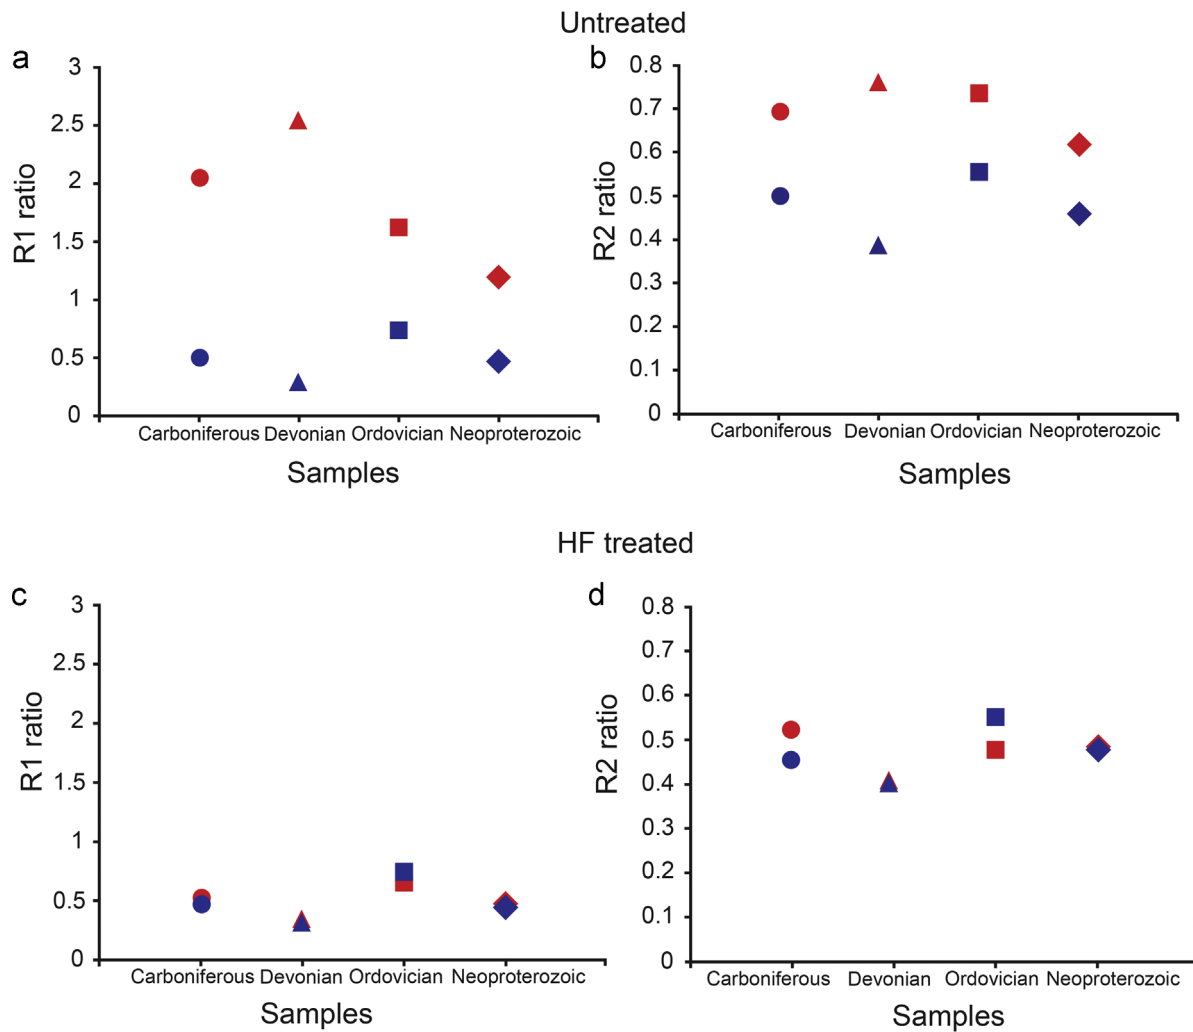 Untreated
a
3
2.5
2
1.5
1
0.5
0
R1 ratio
Carboniferous Devonian Ordovician Neoproterozoic
Samples
b
0.8
0.7
0.6
0.5
0.4
0.3
0.2
0.1
0
R2 ratio
Carboniferous Devonian Ordovician Neoproterozoic
Samples
HF treated
c
3
2.5
2
1.5
1
0.5
0
R1 ratio
Carboniferous Devonian Ordovician Neoproterozoic
Samples
d
0.8
0.7
0.6
0.5
0.4
0.3
0.2
0.1
0
R2 ratio
Carboniferous Devonian Ordovician Neoproterozoic
Samples